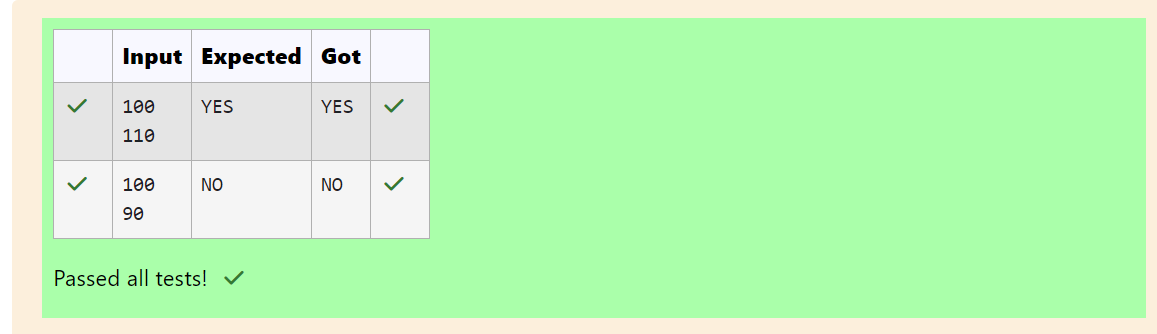 Input Expected Got
100 YES YES
110
100 NO NO
90
Passed all tests!